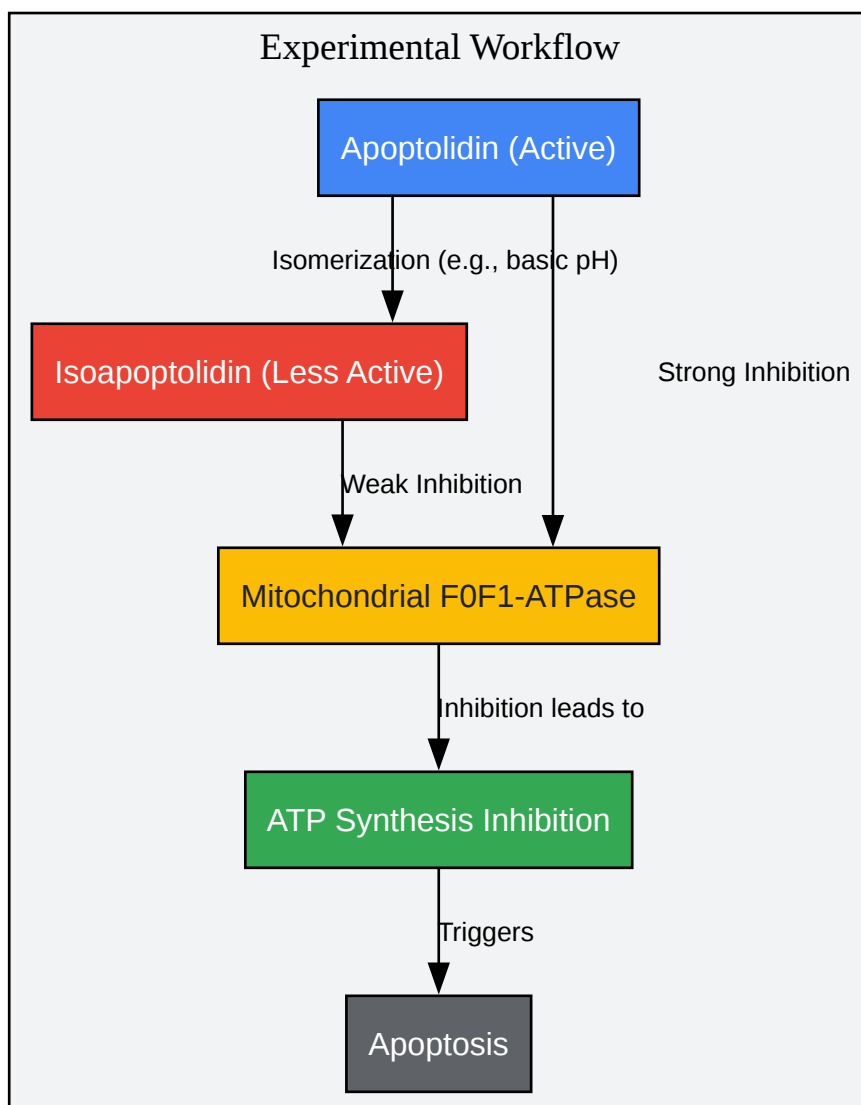 Experimental Workflow
Apoptolidin (Active)
Isomerization (e.g., basic pH)
Isoapoptolidin (Less Active)
Strong Inhibition
Weak Inhibition
Mitochondrial F0F1-ATPase
Inhibition leads to
ATP Synthesis Inhibition
Triggers
Apoptosis